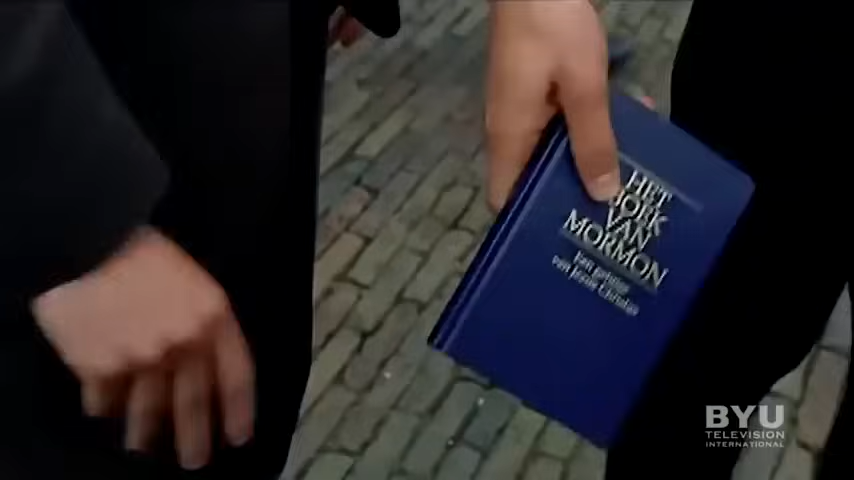 HET
BOEK
VAN
MORMON
Een getuige
van Jezus Christus
BYU
TELEVISION
INTERNATIONAL